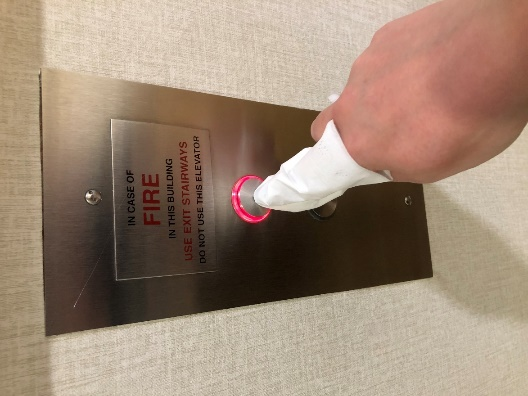 IN CASE OF
FIRE
IN THIS BUILDING
USE EXIT STAIRWAYS
DO NOT USE THIS ELEVATOR